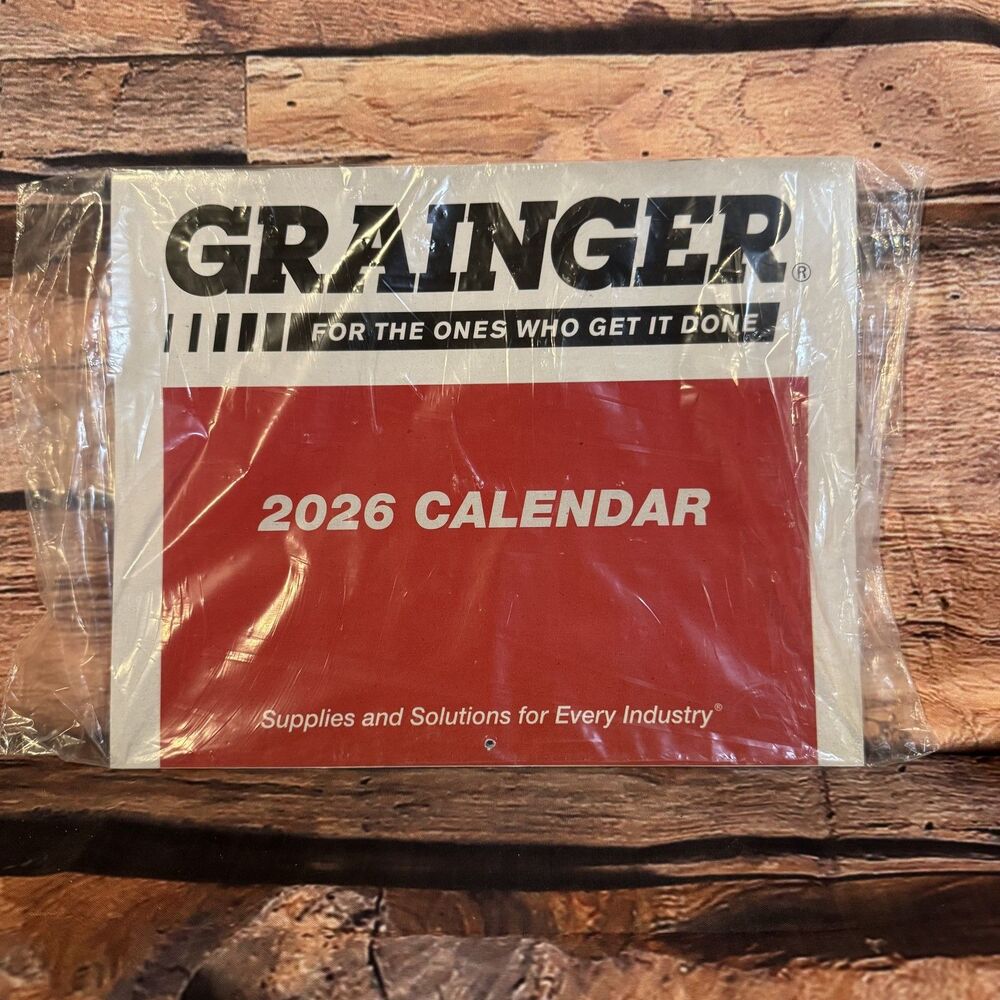 GRAINGER®
FOR THE ONES WHO GET IT DONE
2026 CALENDAR
Supplies and Solutions for Every Industry®